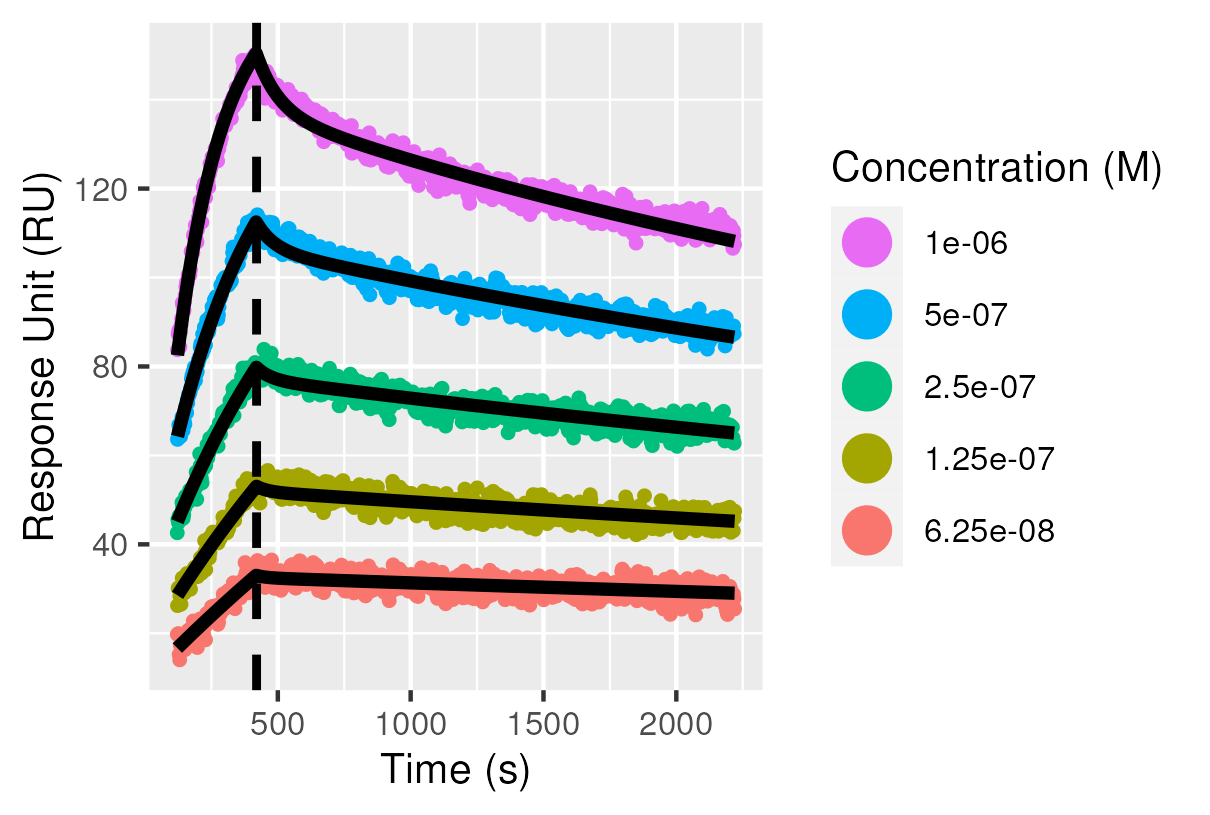 Response Unit (RU)
120
80
40
500 1000 1500 2000
Time (s)
Concentration (M)
1e-06
5e-07
2.5e-07
1.25e-07
6.25e-08